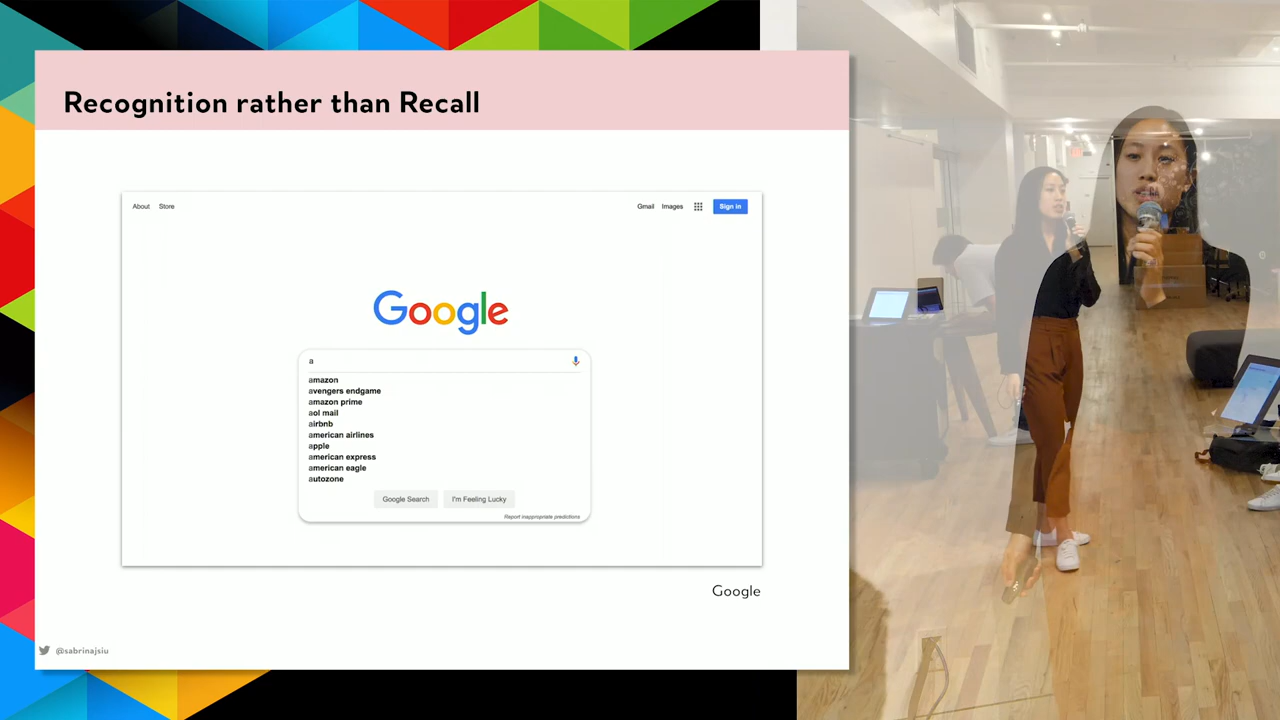 Recognition rather than Recall
About Store
Gmail Images Sign in
Google
a
amazon
avengers endgame
amazon prime
aol mail
airbnb
american airlines
apple
american express
american eagle
autozone
Google Search I'm Feeling Lucky
Report inappropriate predictions
Google
@sabrinajsiu